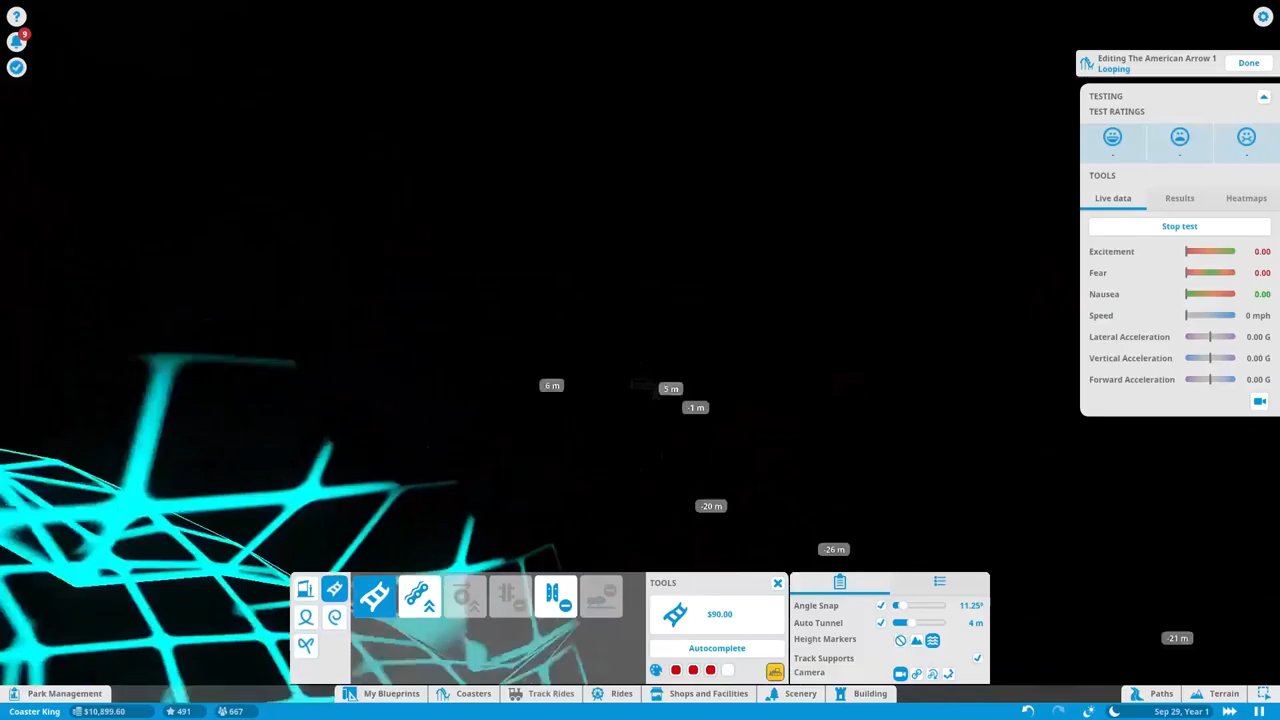 ?
9
Editing The American Arrow 1
Looping
Done
TESTING
TEST RATINGS
- - -
TOOLS
Live data Results Heatmaps
Stop test
Excitement 0.00
Fear 0.00
Nausea 0.00
Speed 0 mph
Lateral Acceleration 0.00 G
Vertical Acceleration 0.00 G
Forward Acceleration 0.00 G
6 m
5 m
-1 m
-20 m
-26 m
-21 m
TOOLS
$90.00
Autocomplete
Angle Snap 11.25°
Auto Tunnel 4 m
Height Markers
Track Supports
Camera
Park Management My Blueprints Coasters Track Rides Rides Shops and Facilities Scenery Building Paths Terrain
Coaster King $10,899.60 491 667 Sep 29, Year 1